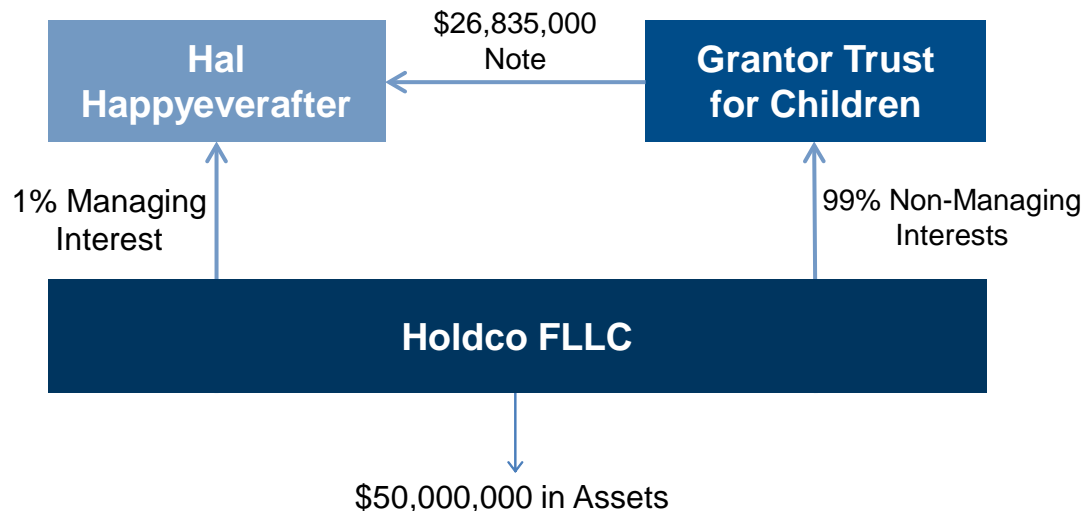 $26,835,000
Note
Hal
Happyeverafter
Grantor Trust
for Children
1% Managing
Interest
99% Non-Managing
Interests
Holdco FLLC
$50,000,000 in Assets